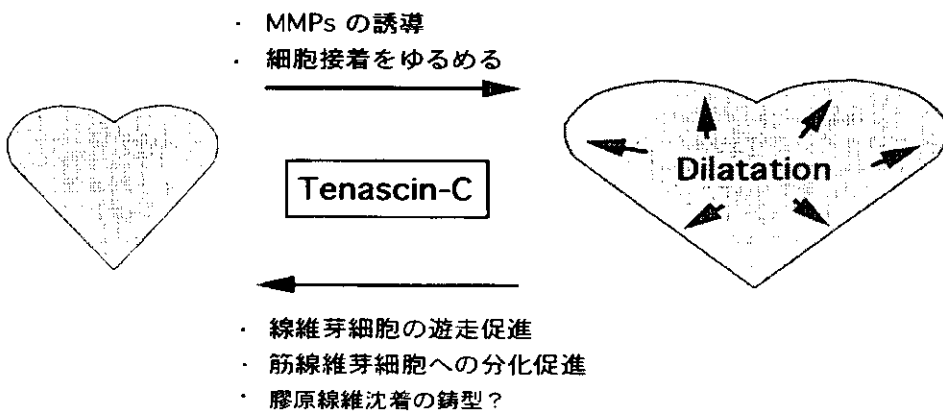 · MMPs の誘導
· 細胞接着をゆるめる
Tenascin-C
Dilatation
· 線維芽細胞の遊走促進
· 筋線維芽細胞への分化促進
· 膠原線維沈着の鋳型？